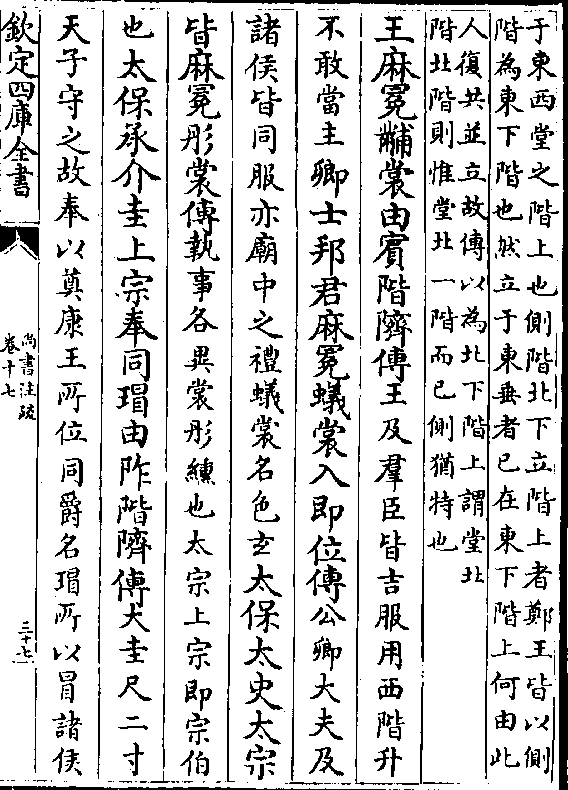 于東西堂之階上也側階北下立階上者鄭王皆以側
階為東下階也然立于東垂者已在東下階上何由此
人復共並立故傳以為北下階上謂堂北
階北階則惟堂北一階而已側猶特也
王麻冕黼裳由賓階隮傳王及羣臣皆吉服用西階升
不敢當主卿士邦君麻冕蟻裳入即位傳公卿大夫及
諸侯皆同服亦廟中之禮蟻裳名色玄太保太史太宗
皆麻冕彤裳傳執事各異裳彤纁也太宗上宗即宗伯
也太保承介圭上宗奉同瑁由阼階隮傳大圭尺二寸
天子守之故奉以奠康王所位同爵名瑁所以冒諸侯
欽定四庫全書
尚書注疏
卷十七
三十七